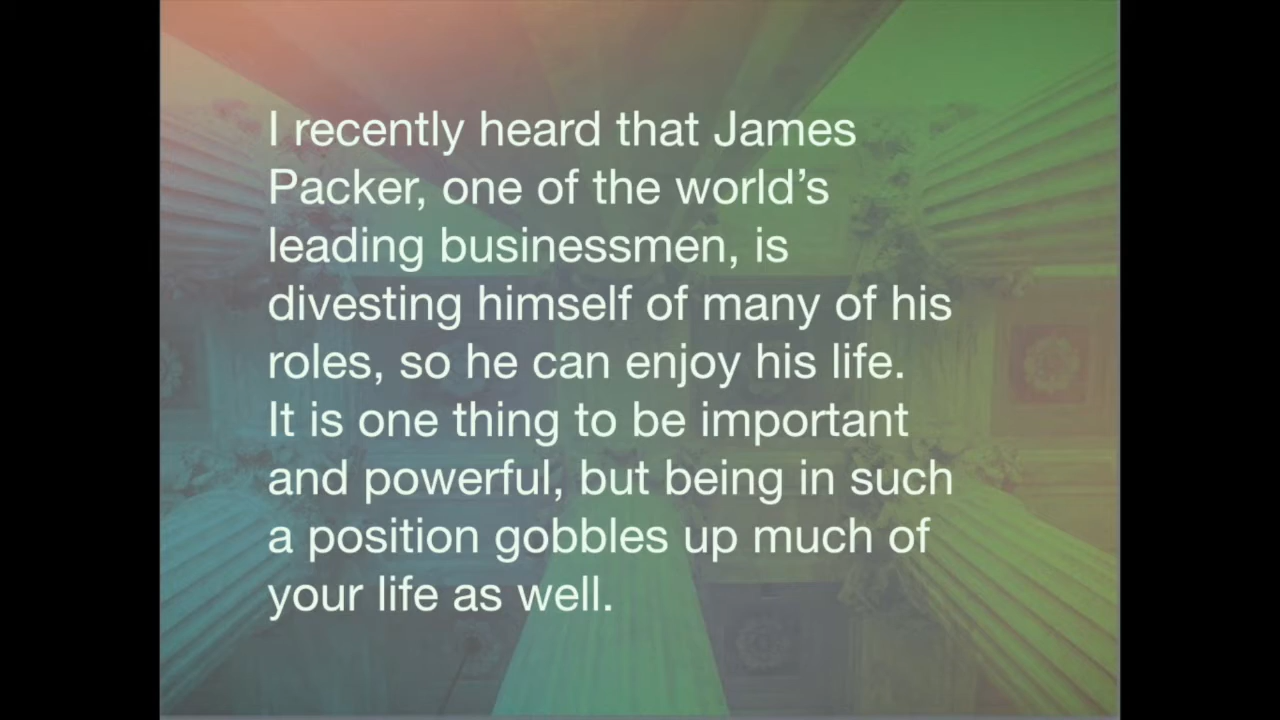 I recently heard that James
Packer, one of the world’s
leading businessmen, is
divesting himself of many of his
roles, so he can enjoy his life.
It is one thing to be important
and powerful, but being in such
a position gobbles up much of
your life as well.